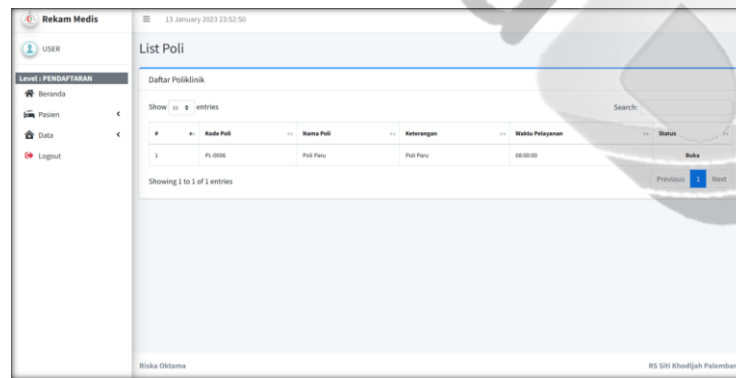 Rekam Medis
13 January 2023 23:52:50
USER
List Poli
Level : PENDAFTARAN
Daftar Poliklinik
Beranda
Pasien
Data
Logout
Show 10 entries
Search:
# Kode Poli Nama Poli Keterangan Waktu Pelayanan Status
1 PL-0006 Poli Paru Poli Paru 08:00:00 Buka
Showing 1 to 1 of 1 entries
Previous 1 Next
Riska Oktama
RS Siti Khodijah Palemban